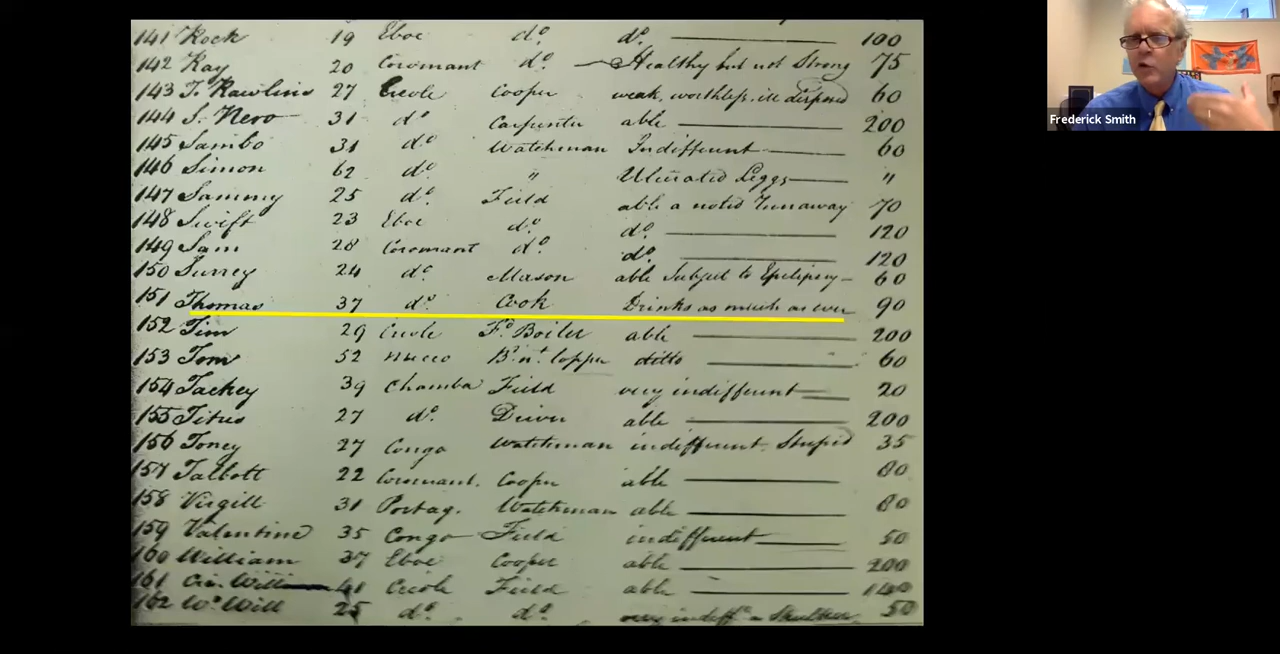 141 Rock 19 Eboe do. do. 100
142 Kay 20 Coromant do. Healthy but not Strong 75
143 J. Rawlins 27 Creole Cooper weak, worthless, ill disposed 60
144 S. Nero 31 do. Carpenter able 200
145 Sambo 31 do. Watchman Indifferent 60
146 Simon 62 do. " Ulcerated Leggs "
147 Sammy 25 do. Field able a noted Runaway 70
148 Swift 23 Eboe do. do. 120
149 Sam 28 Coromant do. do. 120
150 Surrey 24 do. Mason able Subject to Epilepsy 60
151 Thomas 37 do. Cook Drinks as much as ever 90
152 Tim 29 Creole Fd. Boiler able 200
153 Tom 52 ditto 60
154 Tackey 39 Chamba Field very indifferent 20
155 Titus 27 do. Driver able 200
156 Toney 27 Congo Watchman indifferent Stupid 35
157 Talbott 22 Coromant. Cooper able 80
158 Virgill 31 Portag. Watchman able 80
159 Valentine 35 Congo Field indifferent 50
160 William 37 Eboe Cooper able 200
161 Will 41 Creole Field able 140
162 Will 25 do. do. very indifft. a 50
Frederick Smith